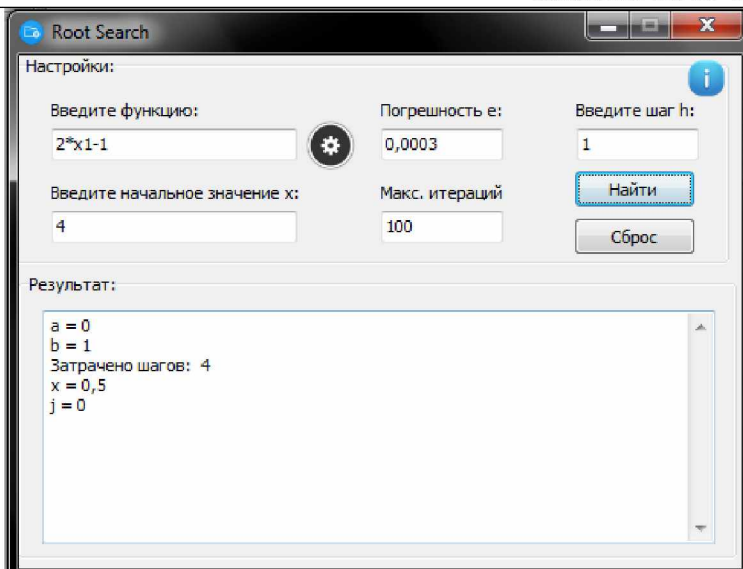 Root Search
Настройки:
Введите функцию:
Погрешность е:
Введите шаг h:
2*x1-1
0,0003
1
Введите начальное значение x:
Макс. итераций
Найти
4
100
Сброс
Результат:
a = 0
b = 1
Затрачено шагов: 4
x = 0,5
j = 0